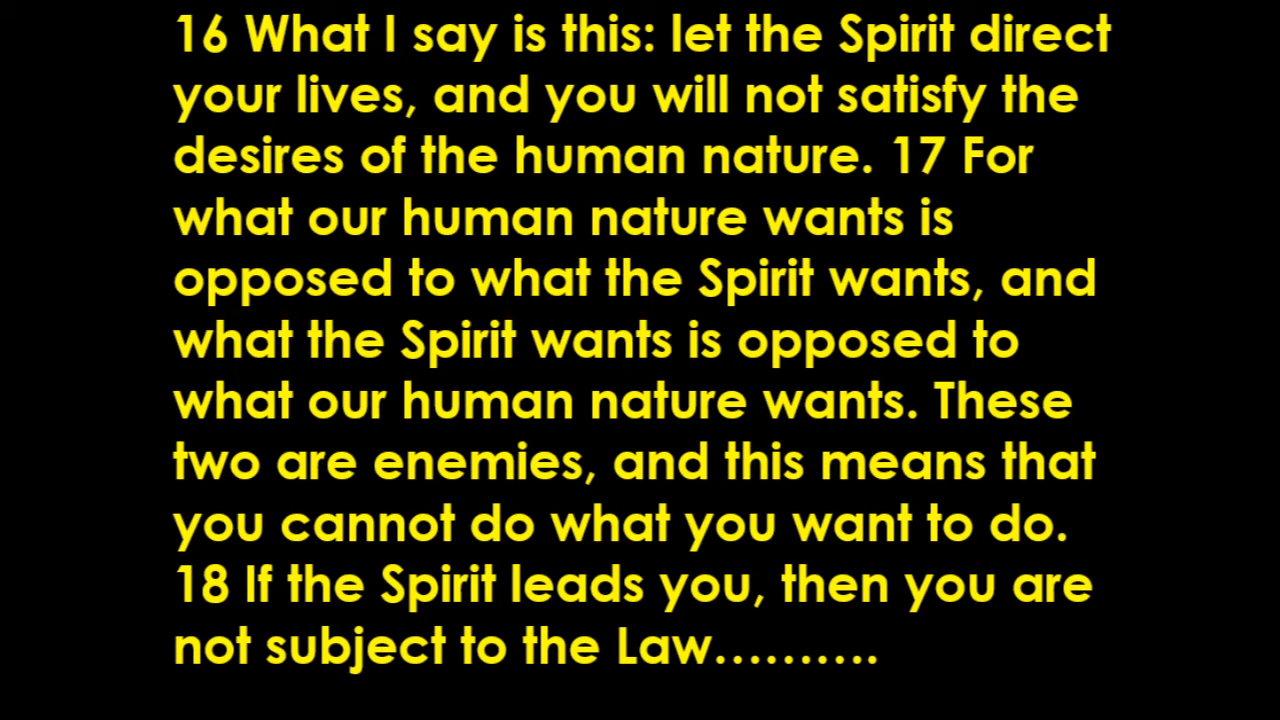 16 What I say is this: let the Spirit direct
your lives, and you will not satisfy the
desires of the human nature. 17 For
what our human nature wants is
opposed to what the Spirit wants, and
what the Spirit wants is opposed to
what our human nature wants. These
two are enemies, and this means that
you cannot do what you want to do.
18 If the Spirit leads you, then you are
not subject to the Law……….